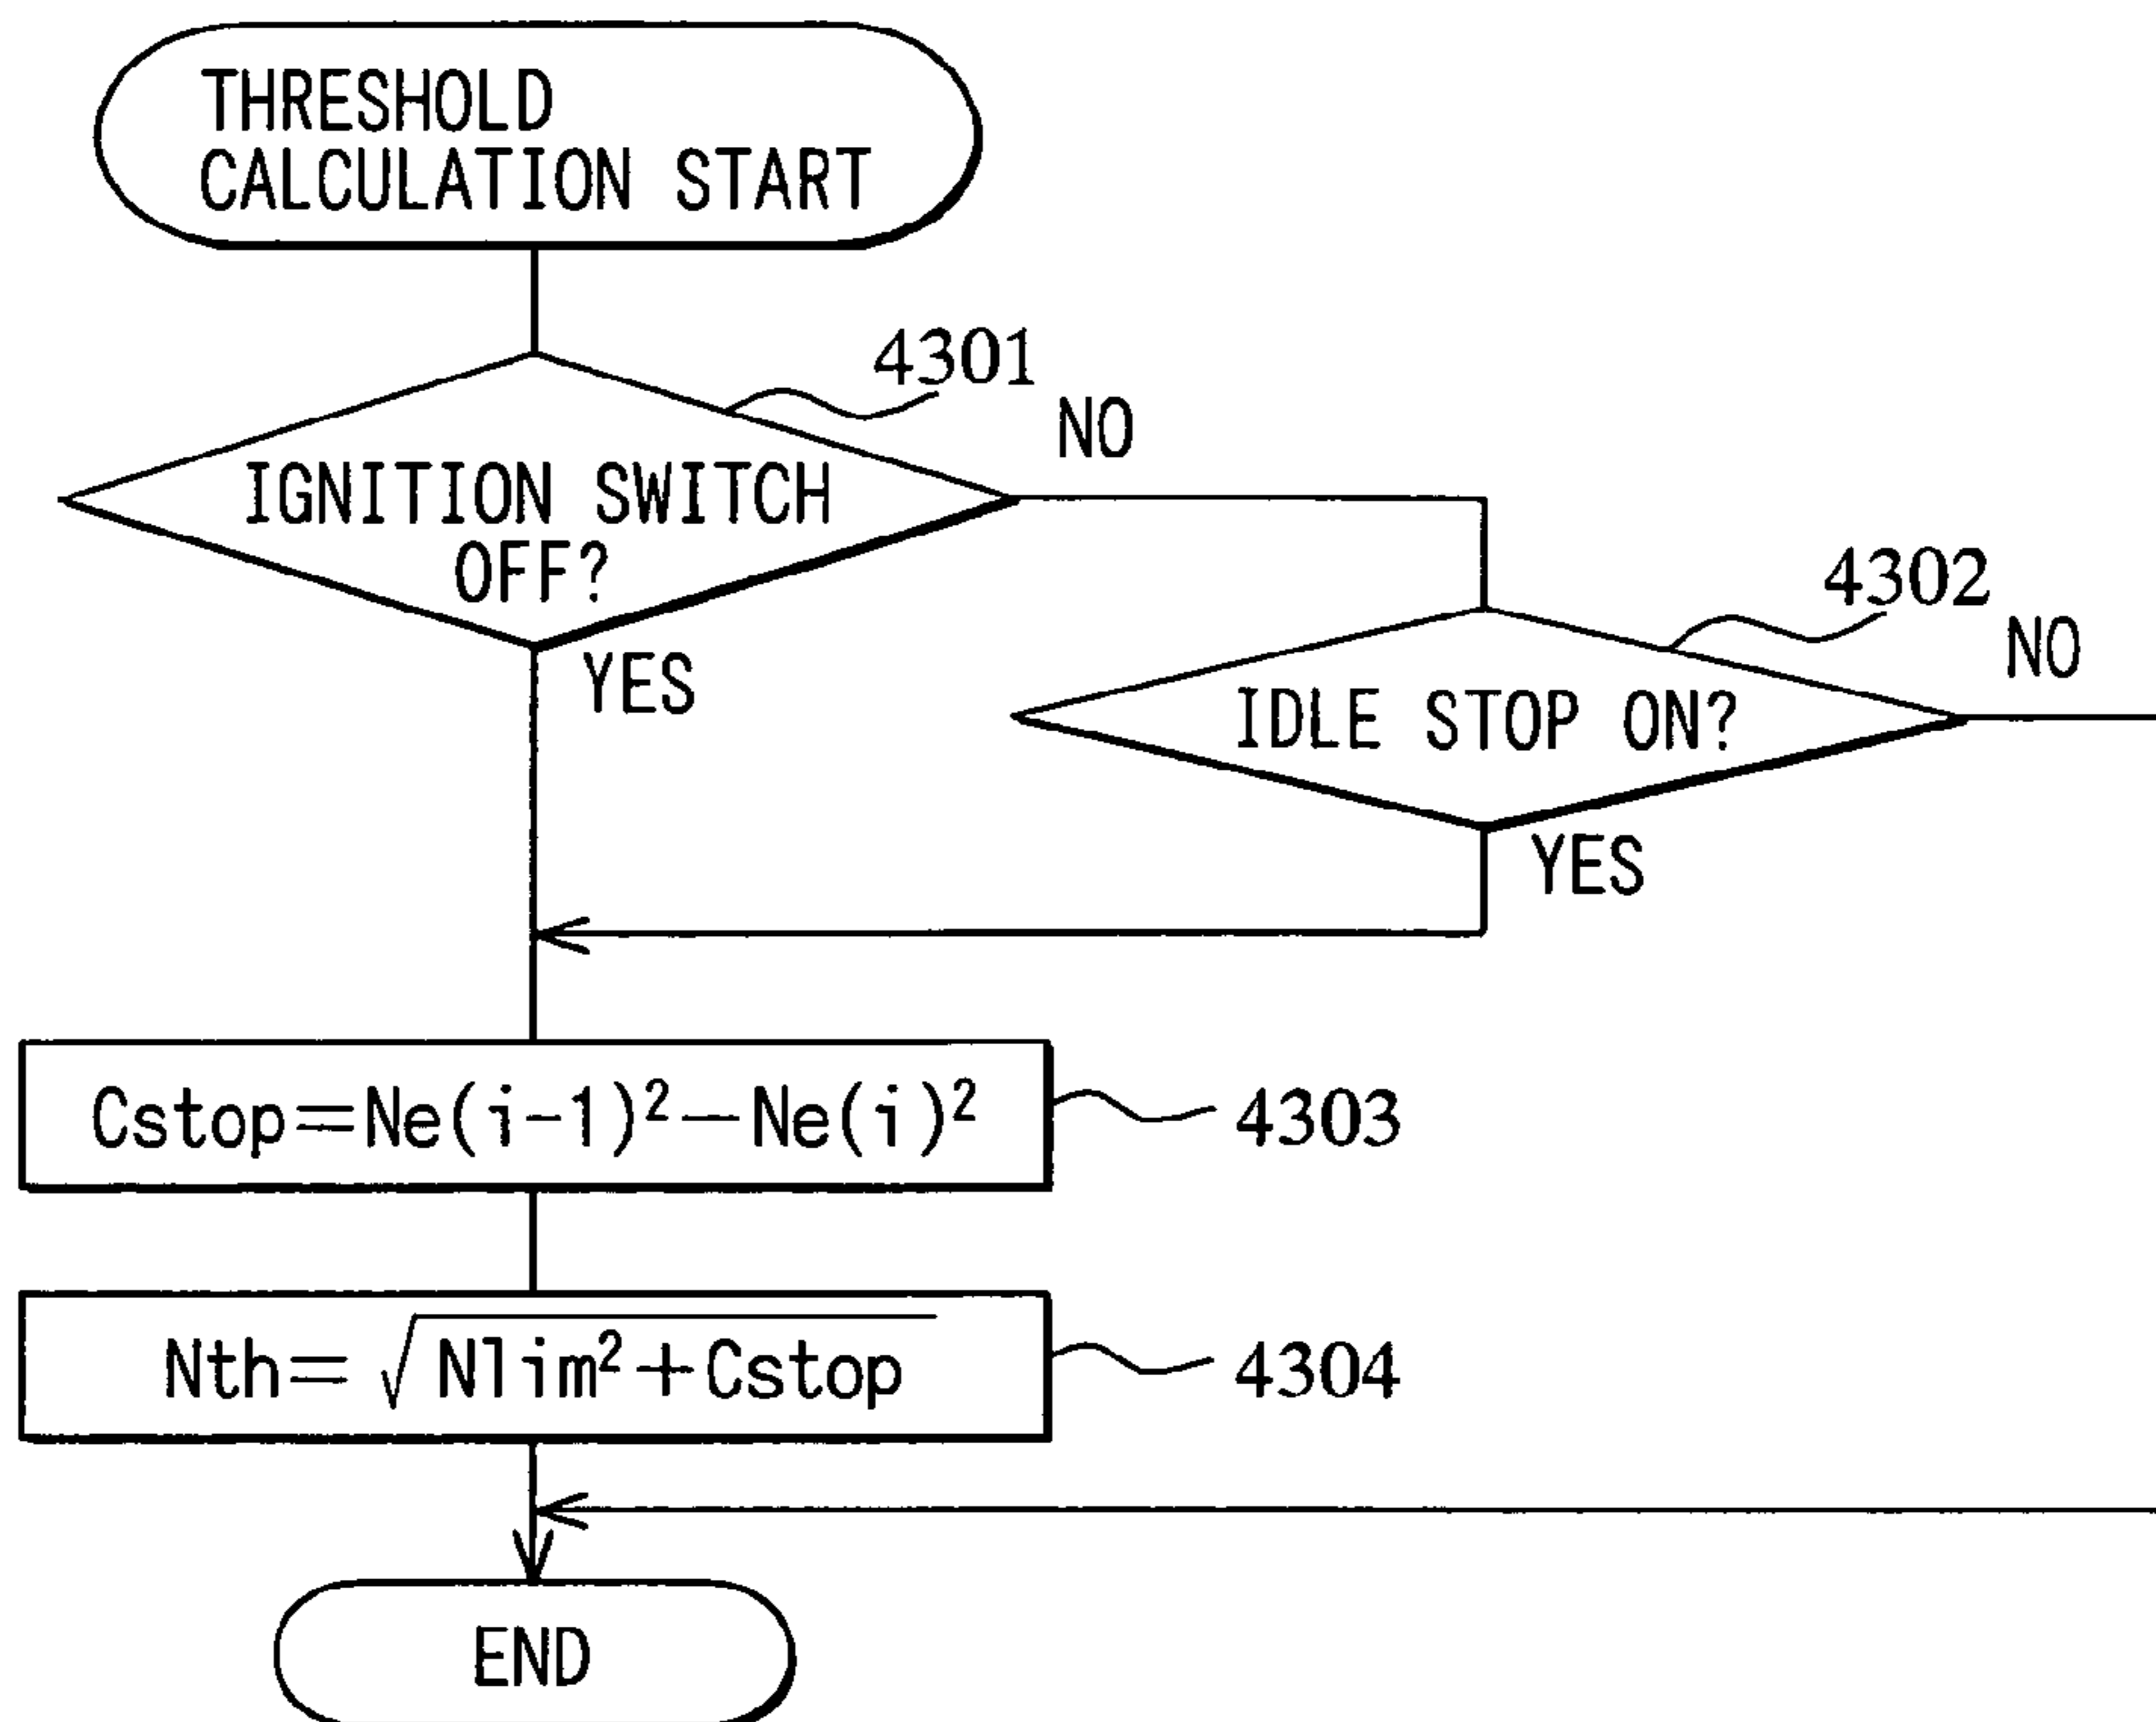 THRESHOLD
CALCULATION START
4301
NO
IGNITION SWITCH
OFF?
YES
4302
NO
IDLE STOP ON?
YES
Cstop=Ne(i-1)²-Ne(i)²
4303
Nth=√Nlim²+Cstop
4304
END